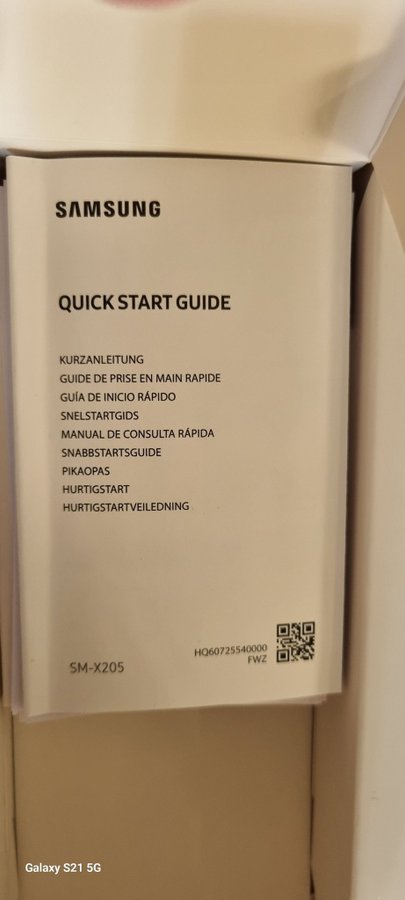 SAMSUNG
QUICK START GUIDE
KURZANLEITUNG
GUIDE DE PRISE EN MAIN RAPIDE
GUÍA DE INICIO RÁPIDO
SNELSTARTGIDS
MANUAL DE CONSULTA RÁPIDA
SNABBSTARTSGUIDE
PIKAOPAS
HURTIGSTART
HURTIGSTARTVEILEDNING
HQ60725540000
FWZ
SM-X205
Galaxy S21 5G